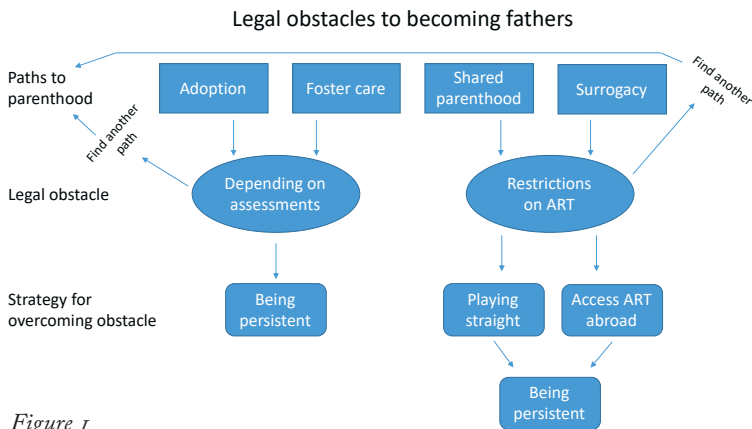 Legal obstacles to becoming fathers
Paths to
parenthood
Adoption
Foster care
Shared
parenthood
Surrogacy
Find another
path
Find another
path
Legal obstacle
Depending on
assessments
Restrictions
on ART
Strategy for
overcoming obstacle
Being
persistent
Playing
straight
Access ART
abroad
Being
persistent
Figure 1